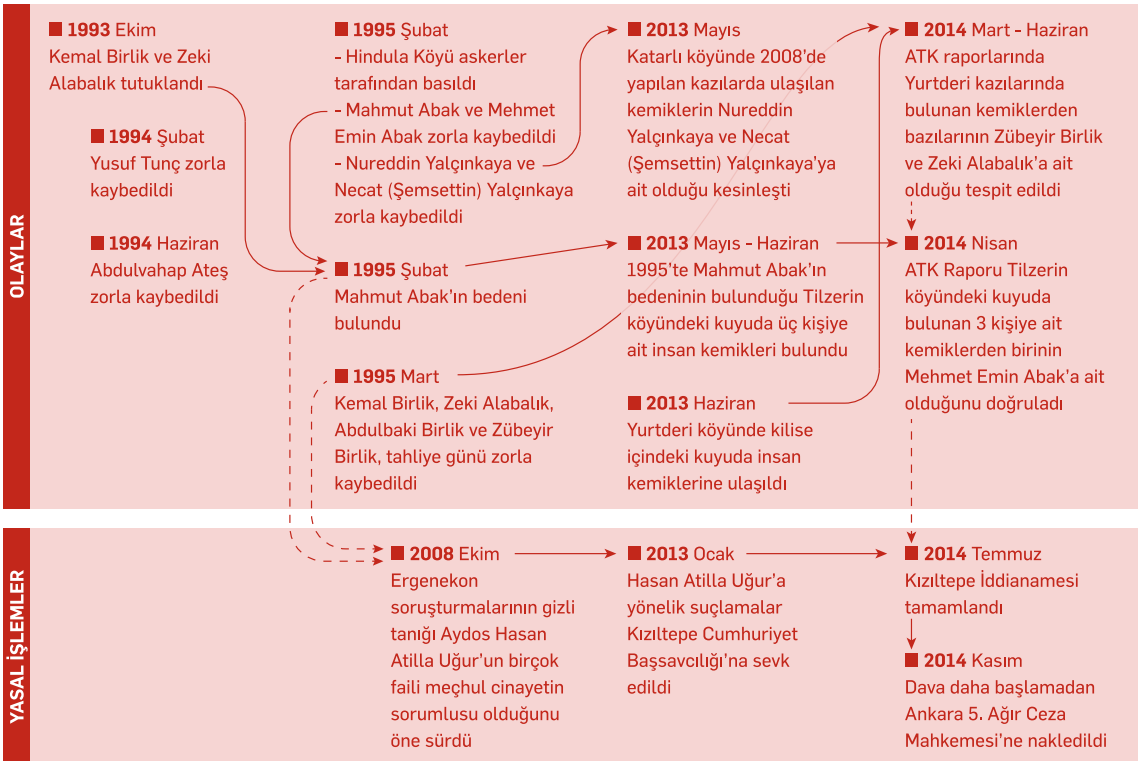 OLAYLAR
■ 1993 Ekim
Kemal Birlik ve Zeki
Alabalık tutuklandı
■ 1994 Şubat
Yusuf Tunç zorla
kaybedildi
■ 1994 Haziran
Abdulvahap Ateş
zorla kaybedildi
■ 1995 Şubat
- Hindula Köyü askerler
tarafından basıldı
- Mahmut Abak ve Mehmet
Emin Abak zorla kaybedildi
- Nureddin Yalçınkaya ve
Necat (Şemsettin) Yalçınkaya
zorla kaybedildi
■ 1995 Şubat
Mahmut Abak’ın bedeni
bulundu
■ 1995 Mart
Kemal Birlik, Zeki Alabalık,
Abdulbaki Birlik ve Zübeyir
Birlik, tahliye günü zorla
kaybedildi
■ 2013 Mayıs
Katarlı köyünde 2008’de
yapılan kazılarda ulaşılan
kemiklerin Nureddin
Yalçınkaya ve Necat
(Şemsettin) Yalçınkaya’ya
ait olduğu kesinleşti
■ 2013 Mayıs - Haziran
1995’te Mahmut Abak’ın
bedeninin bulunduğu Tilzerin
köyündeki kuyuda üç kişiye
ait insan kemikleri bulundu
■ 2013 Haziran
Yurtderi köyünde kilise
içindeki kuyuda insan
kemiklerine ulaşıldı
■ 2014 Mart - Haziran
ATK raporlarında
Yurtderi kazılarında
bulunan kemiklerden
bazılarının Zübeyir Birlik
ve Zeki Alabalık’a ait
olduğu tespit edildi
■ 2014 Nisan
ATK Raporu Tilzerin
köyündeki kuyuda
bulunan 3 kişiye ait
kemiklerden birinin
Mehmet Emin Abak’a ait
olduğunu doğruladı
YASAL İŞLEMLER
■ 2008 Ekim
Ergenekon
soruşturmalarının gizli
tanığı Aydos Hasan
Atilla Uğur’un birçok
faili meçhul cinayetin
sorumlusu olduğunu
öne sürdü
■ 2013 Ocak
Hasan Atilla Uğur’a
yönelik suçlamalar
Kızıltepe Cumhuriyet
Başsavcılığı’na sevk
edildi
■ 2014 Temmuz
Kızıltepe İddianamesi
tamamlandı
■ 2014 Kasım
Dava daha başlamadan
Ankara 5. Ağır Ceza
Mahkemesi’ne nakledildi